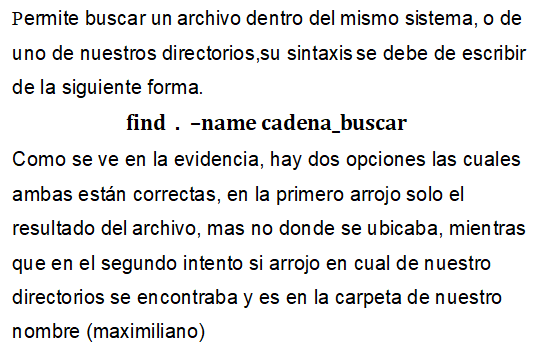 Permite buscar un archivo dentro del mismo sistema, o de
uno de nuestros directorios,su sintaxis se debe de escribir
de la siguiente forma.
find . –name cadena_buscar
Como se ve en la evidencia, hay dos opciones las cuales
ambas están correctas, en la primero arrojo solo el
resultado del archivo, mas no donde se ubicaba, mientras
que en el segundo intento si arrojo en cual de nuestro
directorios se encontraba y es en la carpeta de nuestro
nombre (maximiliano)